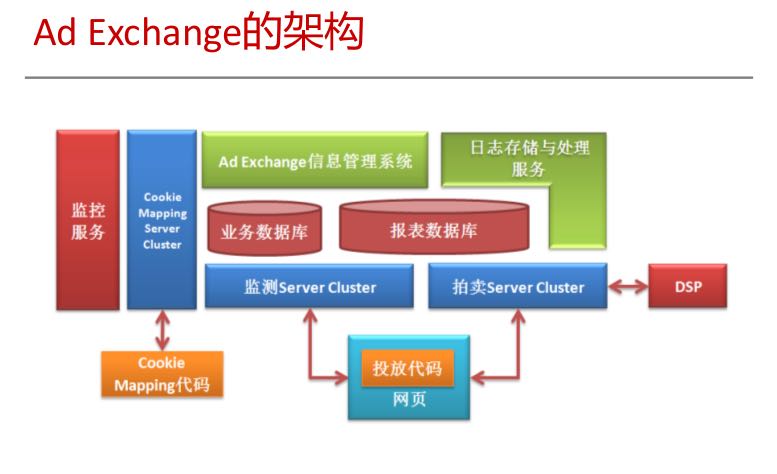 Ad Exchange的架构
监控
服务
Cookie
Mapping
Server
Cluster
Ad Exchange信息管理系统
日志存储与处理
服务
业务数据库
报表数据库
监测Server Cluster
拍卖Server Cluster
DSP
Cookie
Mapping代码
投放代码
网页